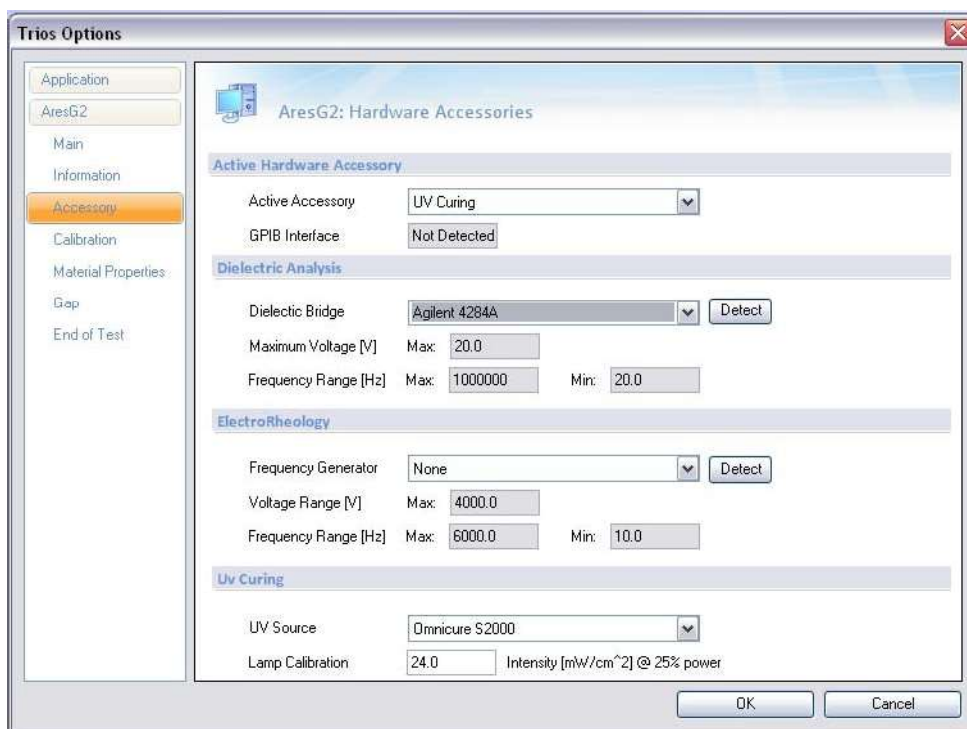 Trios Options
Application
AresG2
Main
Information
Accessory
Calibration
Material Properties
Gap
End of Test
AresG2: Hardware Accessories
Active Hardware Accessory
Active Accessory UV Curing
GPIB Interface Not Detected
Dielectric Analysis
Dielectic Bridge Agilent 4284A Detect
Maximum Voltage [V] Max: 20.0
Frequency Range [Hz] Max: 1000000 Min: 20.0
ElectroRheology
Frequency Generator None Detect
Voltage Range [V] Max: 4000.0
Frequency Range [Hz] Max: 6000.0 Min: 10.0
Uv Curing
UV Source Omnicure S2000
Lamp Calibration 24.0 Intensity [mW/cm^2] @ 25% power
OK Cancel